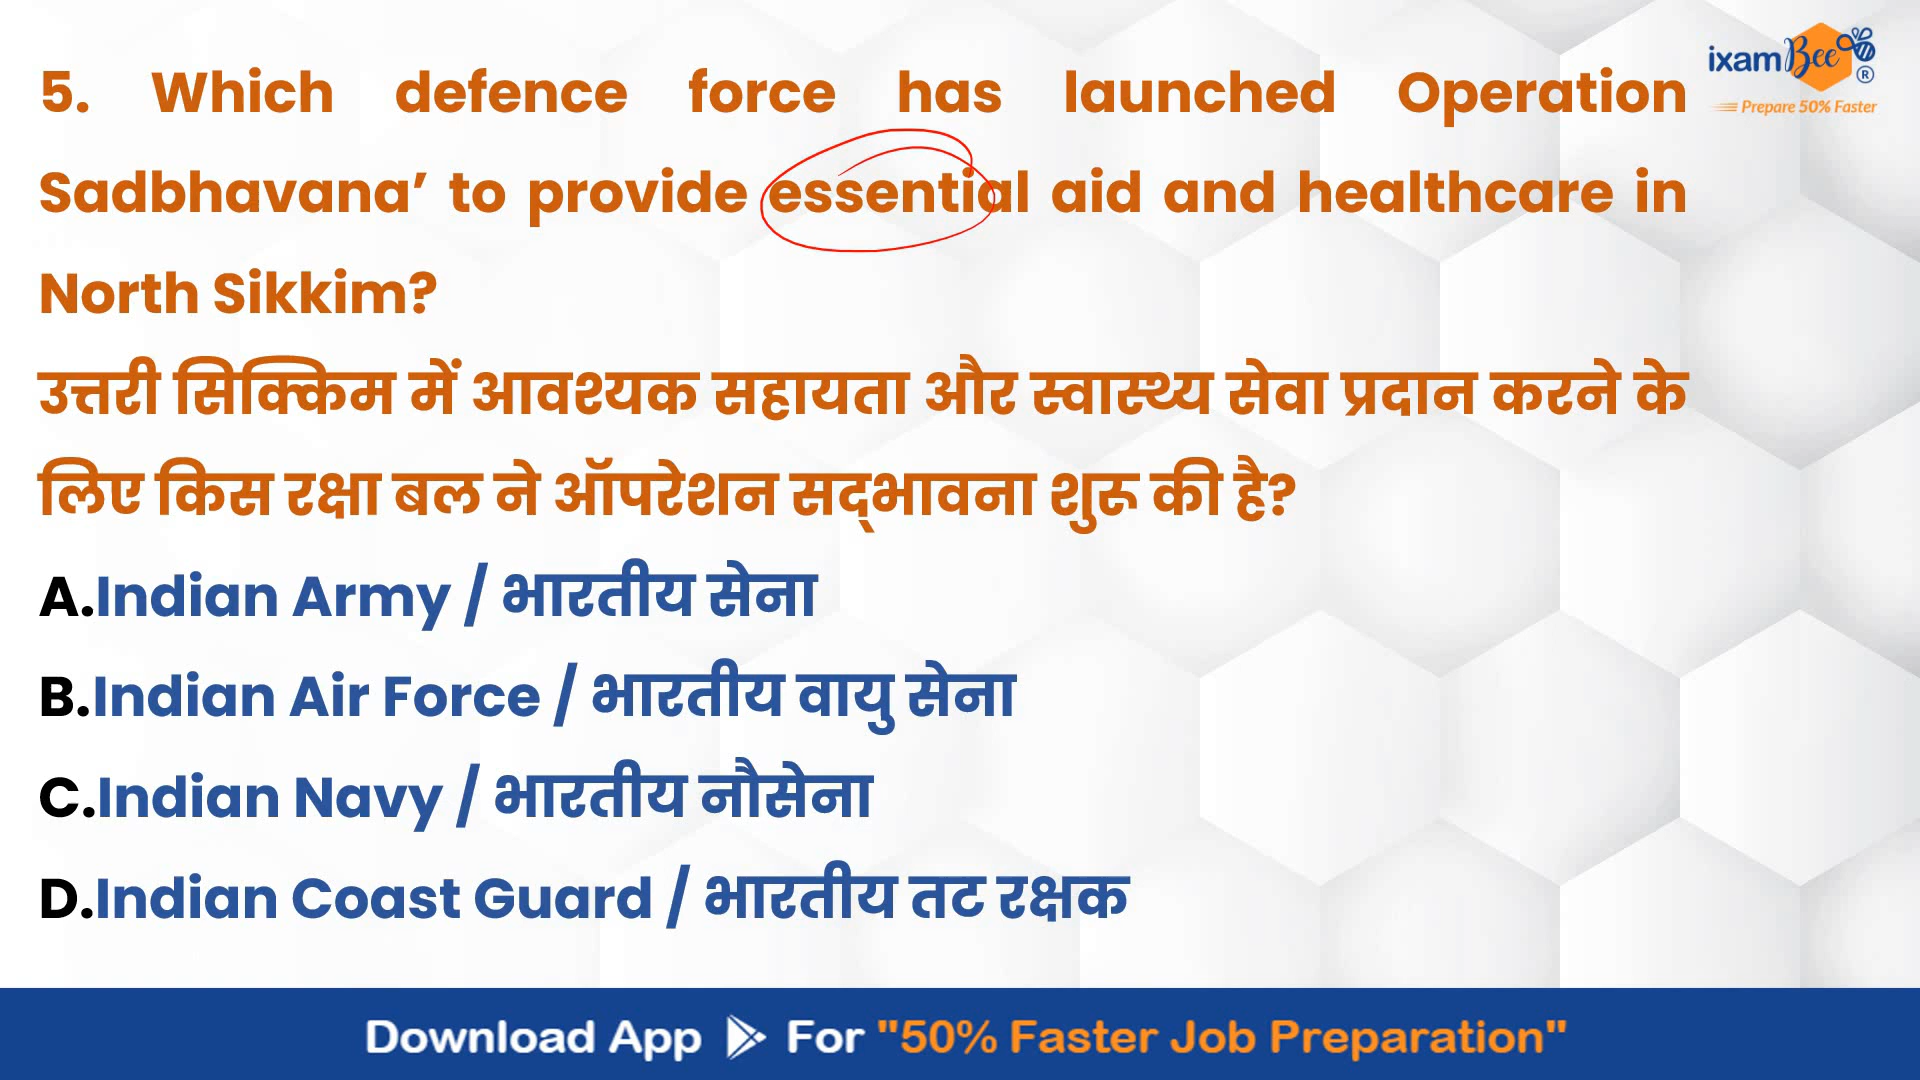 ixamBee®
Prepare 50% Faster
5. Which defence force has launched Operation
Sadbhavana’ to provide essential aid and healthcare in
North Sikkim?
उत्तरी सिक्किम में आवश्यक सहायता और स्वास्थ्य सेवा प्रदान करने के
लिए किस रक्षा बल ने ऑपरेशन सद्‌भावना शुरू की है?
A.Indian Army / भारतीय सेना
B.Indian Air Force / भारतीय वायु सेना
C.Indian Navy / भारतीय नौसेना
D.Indian Coast Guard / भारतीय तट रक्षक
Download App For "50% Faster Job Preparation"